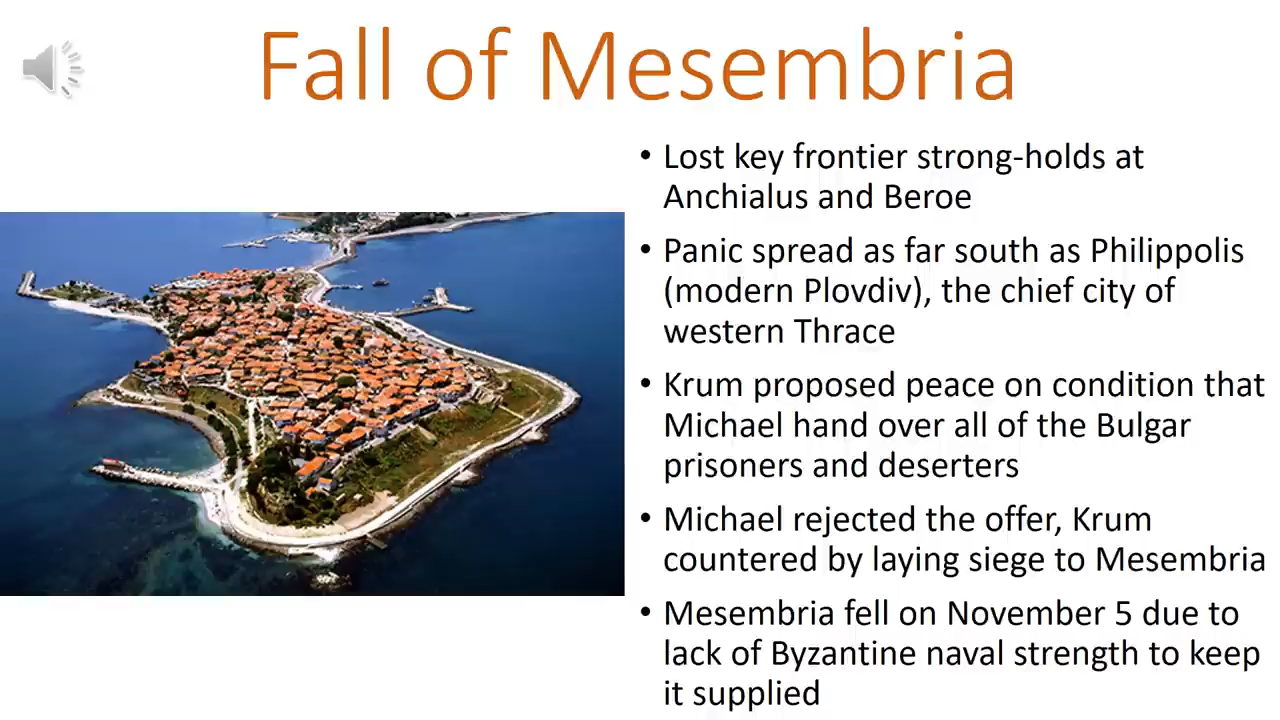 Fall of Mesembria
• Lost key frontier strong-holds at
Anchialus and Beroe
• Panic spread as far south as Philippolis
(modern Plovdiv), the chief city of
western Thrace
• Krum proposed peace on condition that
Michael hand over all of the Bulgar
prisoners and deserters
• Michael rejected the offer, Krum
countered by laying siege to Mesembria
• Mesembria fell on November 5 due to
lack of Byzantine naval strength to keep
it supplied